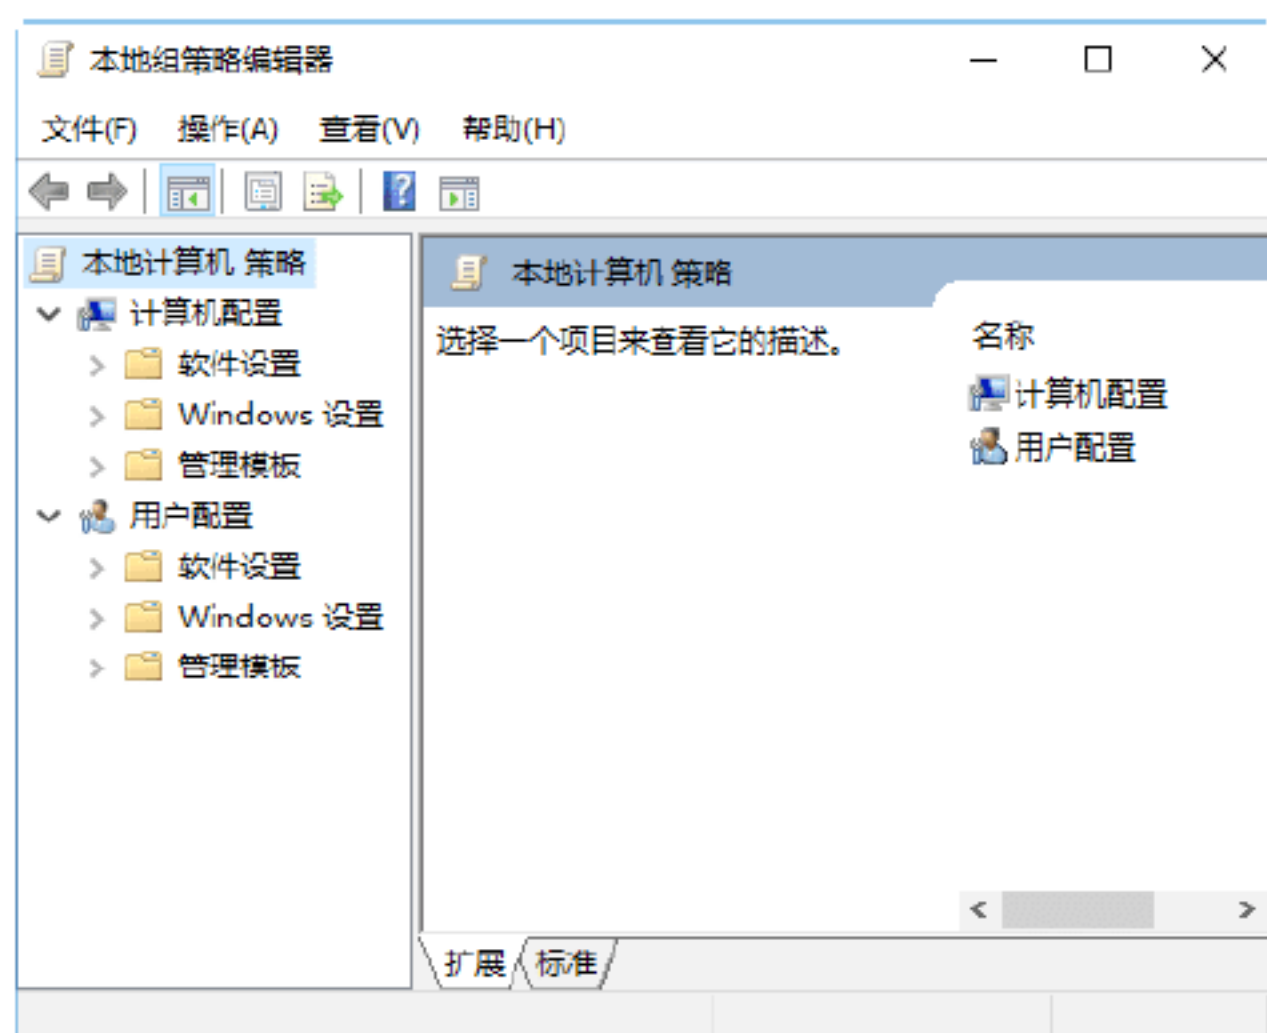 本地组策略编辑器
文件(F) 操作(A) 查看(V) 帮助(H)
本地计算机 策略
计算机配置
软件设置
Windows 设置
管理模板
用户配置
软件设置
Windows 设置
管理模板
本地计算机 策略
选择一个项目来查看它的描述。
名称
计算机配置
用户配置
扩展 标准